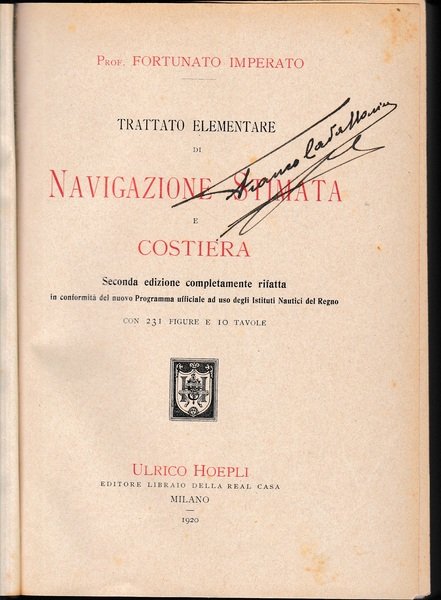 PROF. FORTUNATO IMPERATO
TRATTATO ELEMENTARE
DI
NAVIGAZIONE STIMATA
E
COSTIERA
Seconda edizione completamente rifatta
in conformità del nuovo Programma ufficiale ad uso degli Istituti Nautici del Regno
CON 231 FIGURE E 10 TAVOLE
ULRICO HOEPLI
EDITORE LIBRAIO DELLA REAL CASA
MILANO
1920